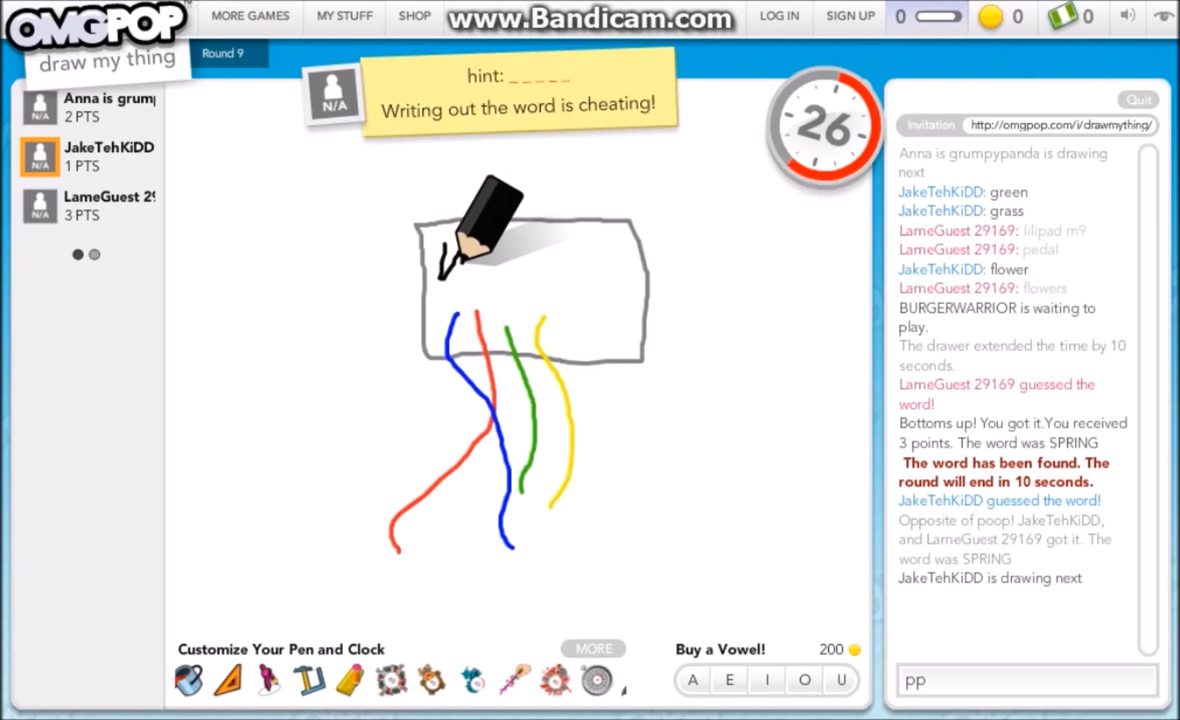 OMGPOP
draw my thing
MORE GAMES MY STUFF SHOP www.Bandicam.com LOG IN SIGN UP 0 0 0
Round 9
hint: _ _ _ _ _
Writing out the word is cheating!
26
N/A
N/A
Anna is grump
2 PTS
N/A
JakeTehKiDD
1 PTS
N/A
LameGuest 29
3 PTS
Quit
Invitation http://omgpop.com/i/drawmything/
Anna is grumpypanda is drawing
next
JakeTehKiDD: green
JakeTehKiDD: grass
LameGuest 29169: lilipad m9
LameGuest 29169: pedal
JakeTehKiDD: flower
LameGuest 29169: flowers
BURGERWARRIOR is waiting to
play.
The drawer extended the time by 10
seconds.
LameGuest 29169 guessed the
word!
Bottoms up! You got it.You received
3 points. The word was SPRING
The word has been found. The
round will end in 10 seconds.
JakeTehKiDD guessed the word!
Opposite of poop! JakeTehKiDD,
and LameGuest 29169 got it. The
word was SPRING
JakeTehKiDD is drawing next
pp
Customize Your Pen and Clock MORE
Buy a Vowel! 200
A E I O U